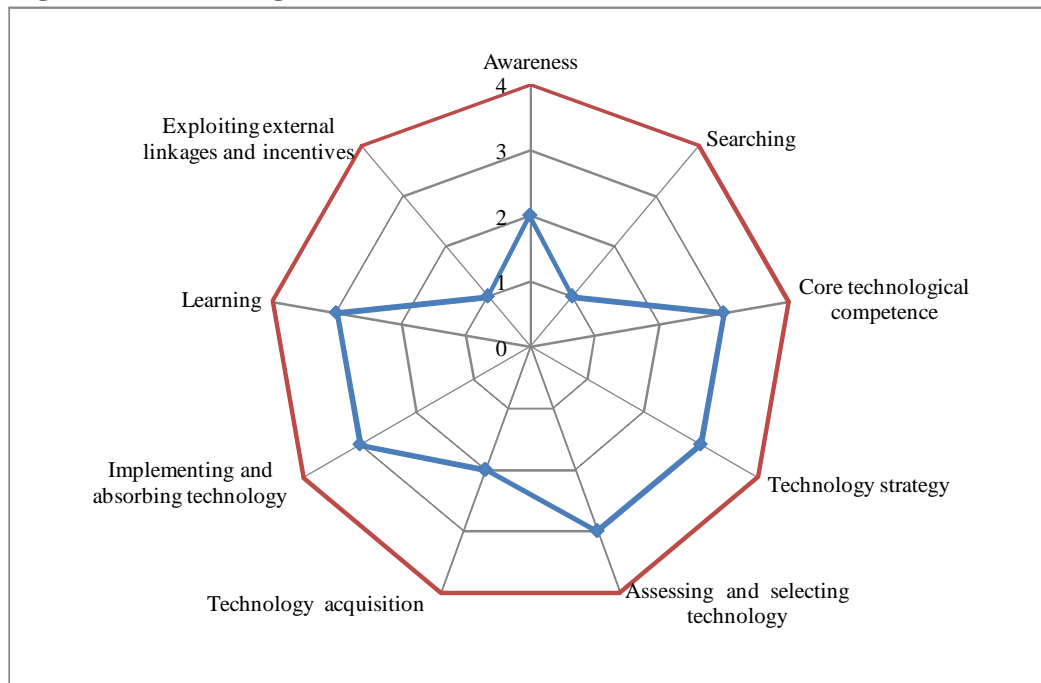 Awareness
4
Exploiting external
linkages and incentives
Searching
3
2
1
Learning
Core technological
competence
0
Implementing and
absorbing technology
Technology strategy
Technology acquisition
Assessing and selecting
technology